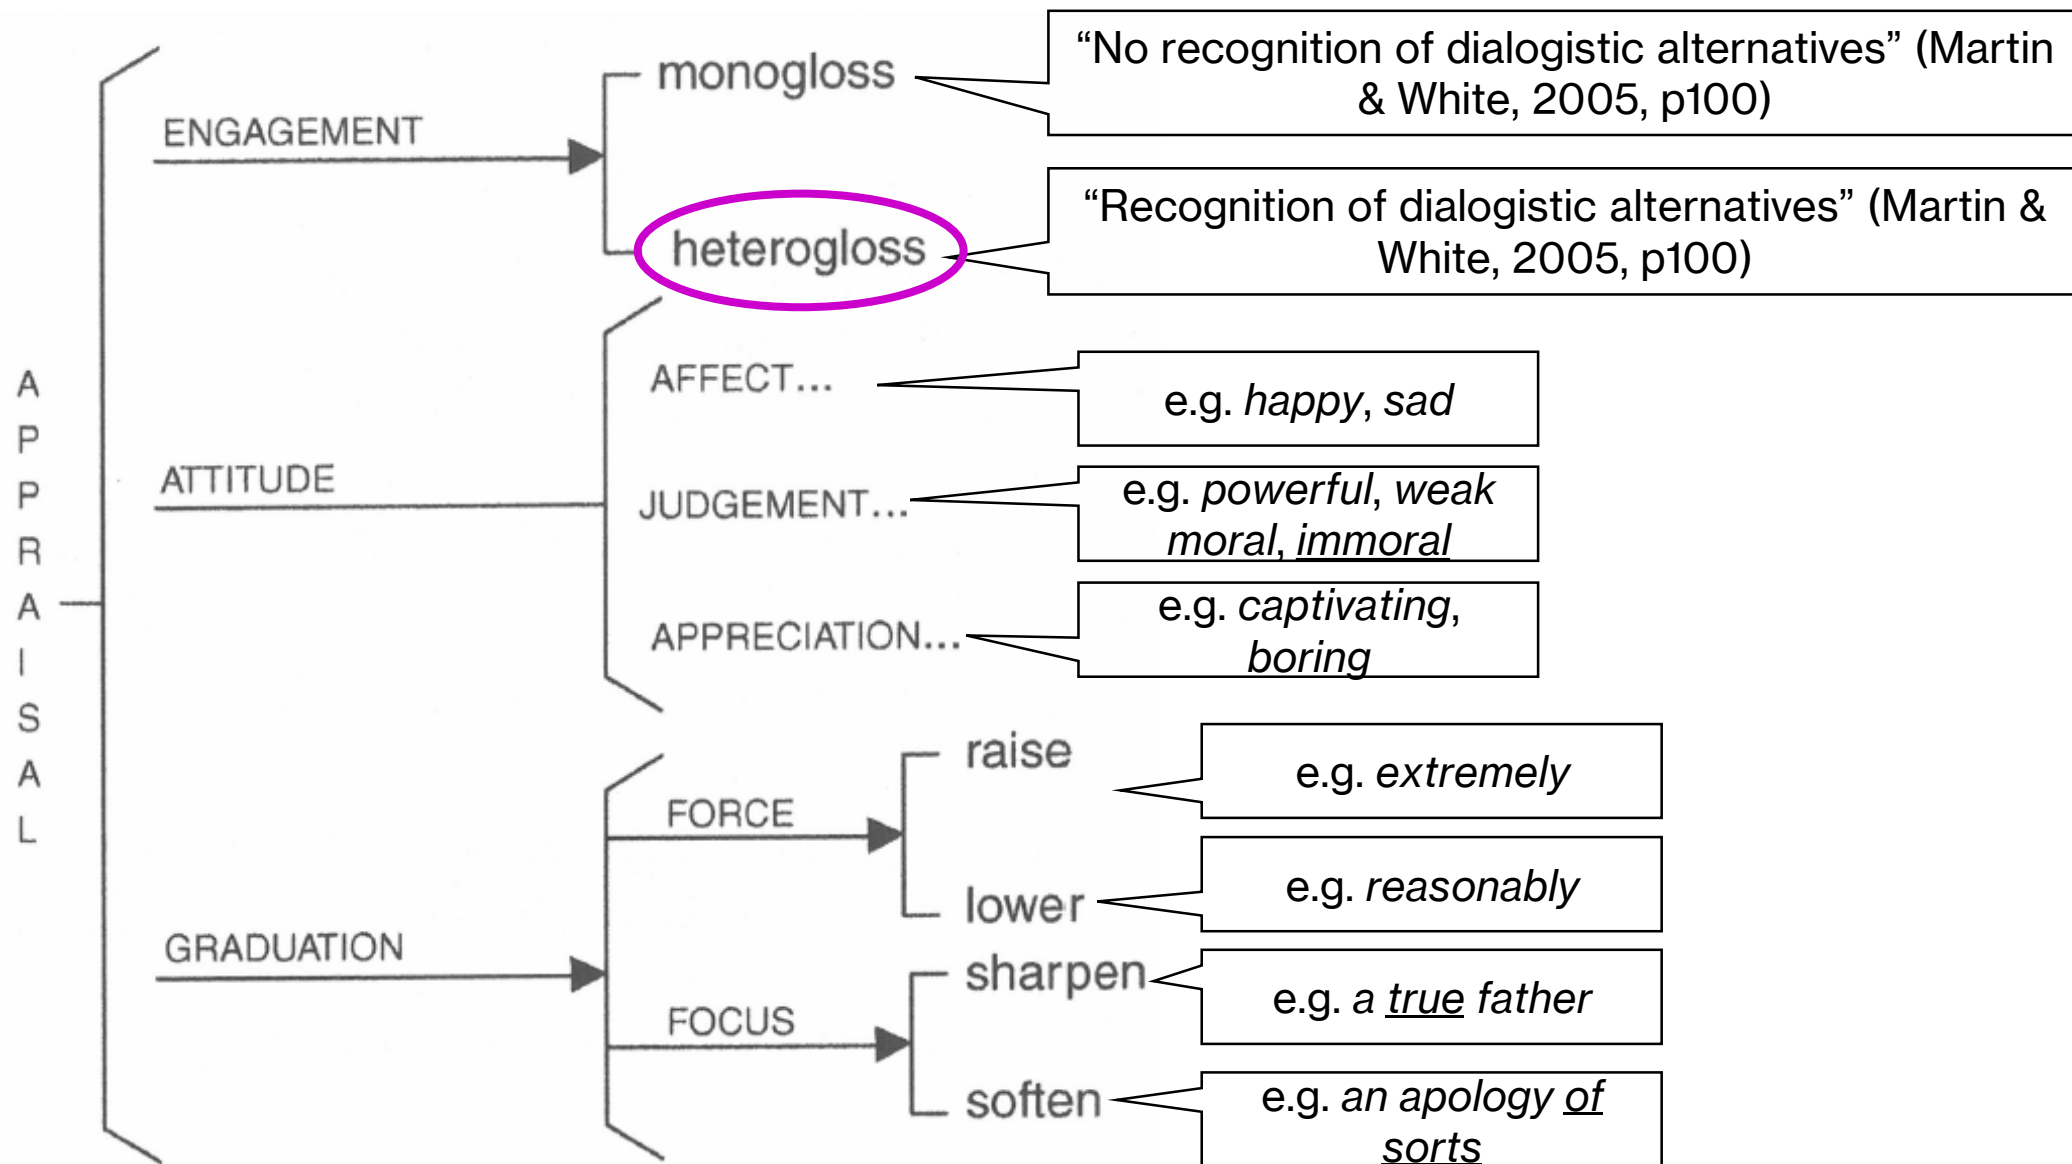 APPRAISAL
ENGAGEMENT
monogloss
“No recognition of dialogistic alternatives” (Martin
& White, 2005, p100)
heterogloss
“Recognition of dialogistic alternatives” (Martin &
White, 2005, p100)
ATTITUDE
AFFECT...
e.g. happy, sad
JUDGEMENT...
e.g. powerful, weak
moral, immoral
APPRECIATION...
e.g. captivating,
boring
GRADUATION
FORCE
raise
e.g. extremely
lower
e.g. reasonably
FOCUS
sharpen
e.g. a true father
soften
e.g. an apology of
sorts